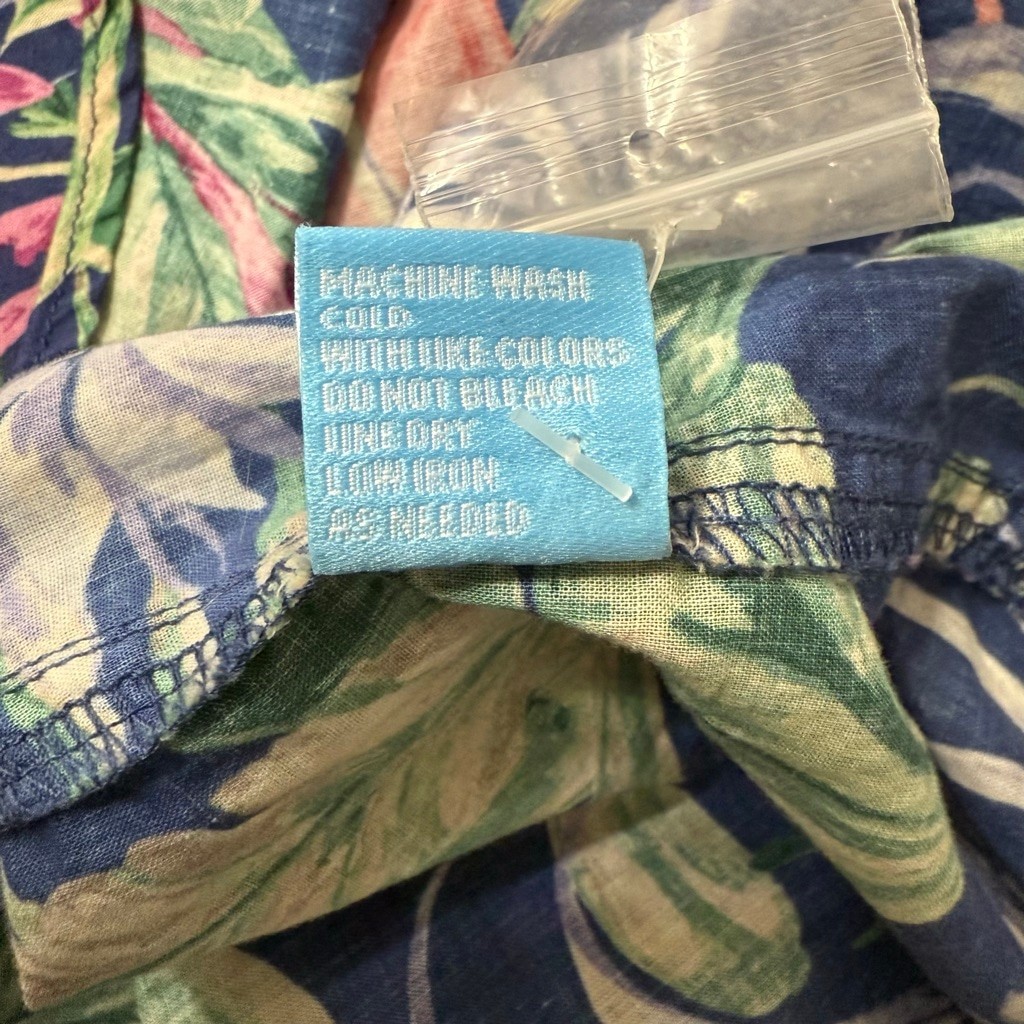 MACHINE WASH
COLD
WITH LIKE COLORS
DO NOT BLEACH
LINE DRY
LOW IRON
AS NEEDED